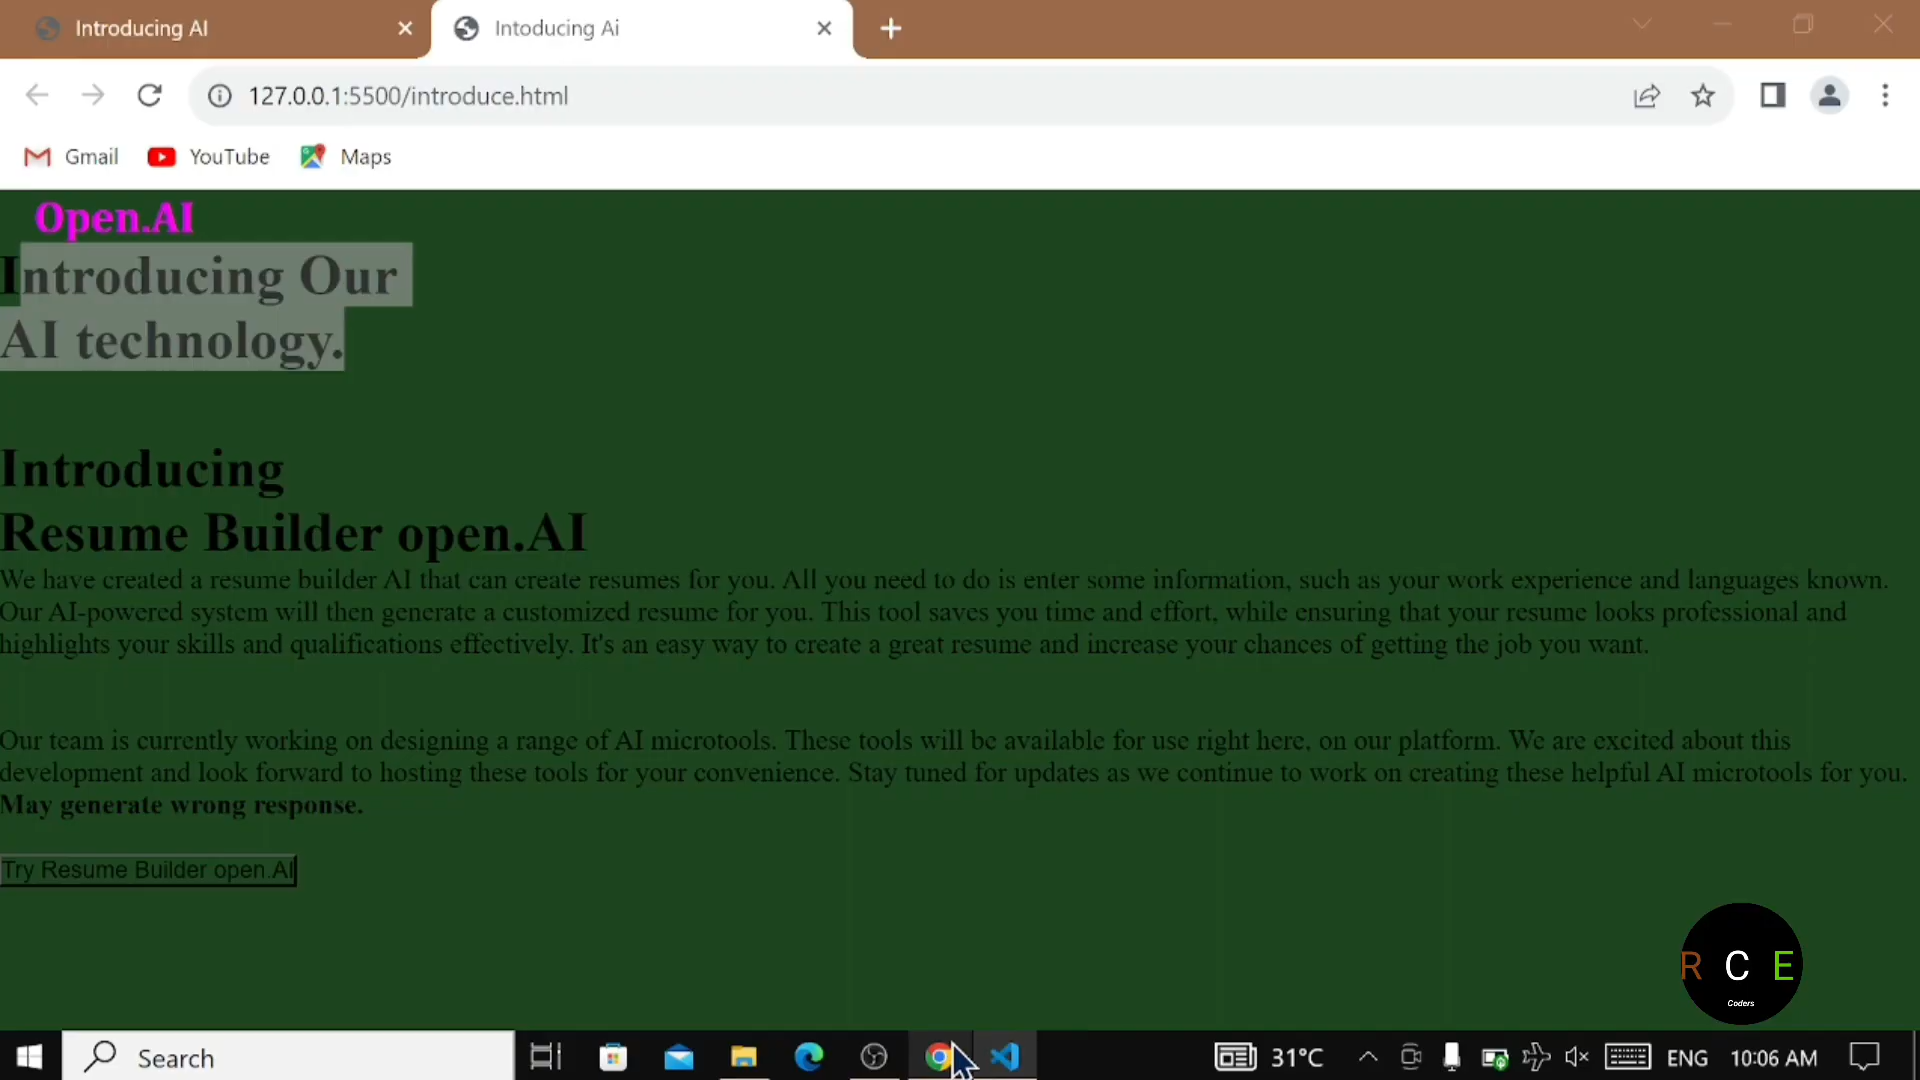 Introducing AI
Intoducing Ai
127.0.0.1:5500/introduce.html
Gmail
YouTube
Maps
Open.AI
Introducing Our
AI technology.
Introducing
Resume Builder open.AI
We have created a resume builder AI that can create resumes for you. All you need to do is enter some information, such as your work experience and languages known.
Our AI-powered system will then generate a customized resume for you. This tool saves you time and effort, while ensuring that your resume looks professional and
highlights your skills and qualifications effectively. It's an easy way to create a great resume and increase your chances of getting the job you want.
Our team is currently working on designing a range of AI microtools. These tools will be available for use right here, on our platform. We are excited about this
development and look forward to hosting these tools for your convenience. Stay tuned for updates as we continue to work on creating these helpful AI microtools for you.
May generate wrong response.
Try Resume Builder open.AI
R C E
Coders
Search
31°C
ENG
10:06 AM